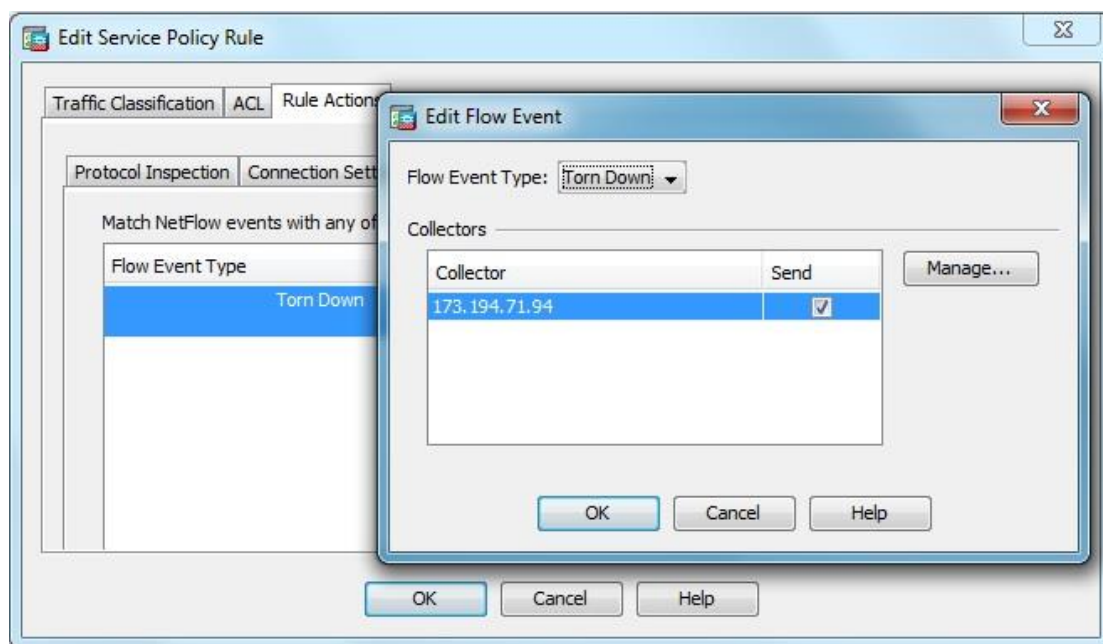 Edit Service Policy Rule
Traffic Classification
ACL
Rule Actions
Protocol Inspection
Connection Sett
Match NetFlow events with any of
Flow Event Type
Torn Down
Edit Flow Event
Flow Event Type: Torn Down
Collectors
Collector Send
173.194.71.94
Manage...
OK Cancel Help
OK Cancel Help